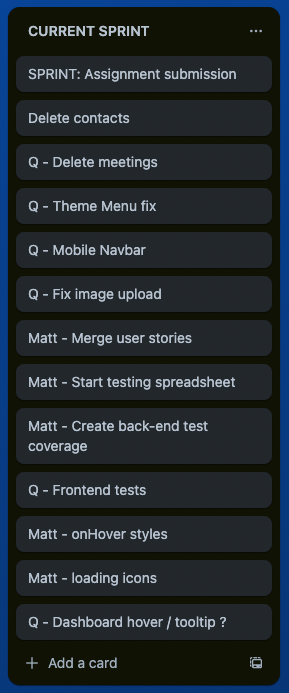 CURRENT SPRINT
SPRINT: Assignment submission
Delete contacts
Q - Delete meetings
Q - Theme Menu fix
Q - Mobile Navbar
Q - Fix image upload
Matt - Merge user stories
Matt - Start testing spreadsheet
Matt - Create back-end test
coverage
Q - Frontend tests
Matt - onHover styles
Matt - loading icons
Q - Dashboard hover / tooltip ?
Add a card